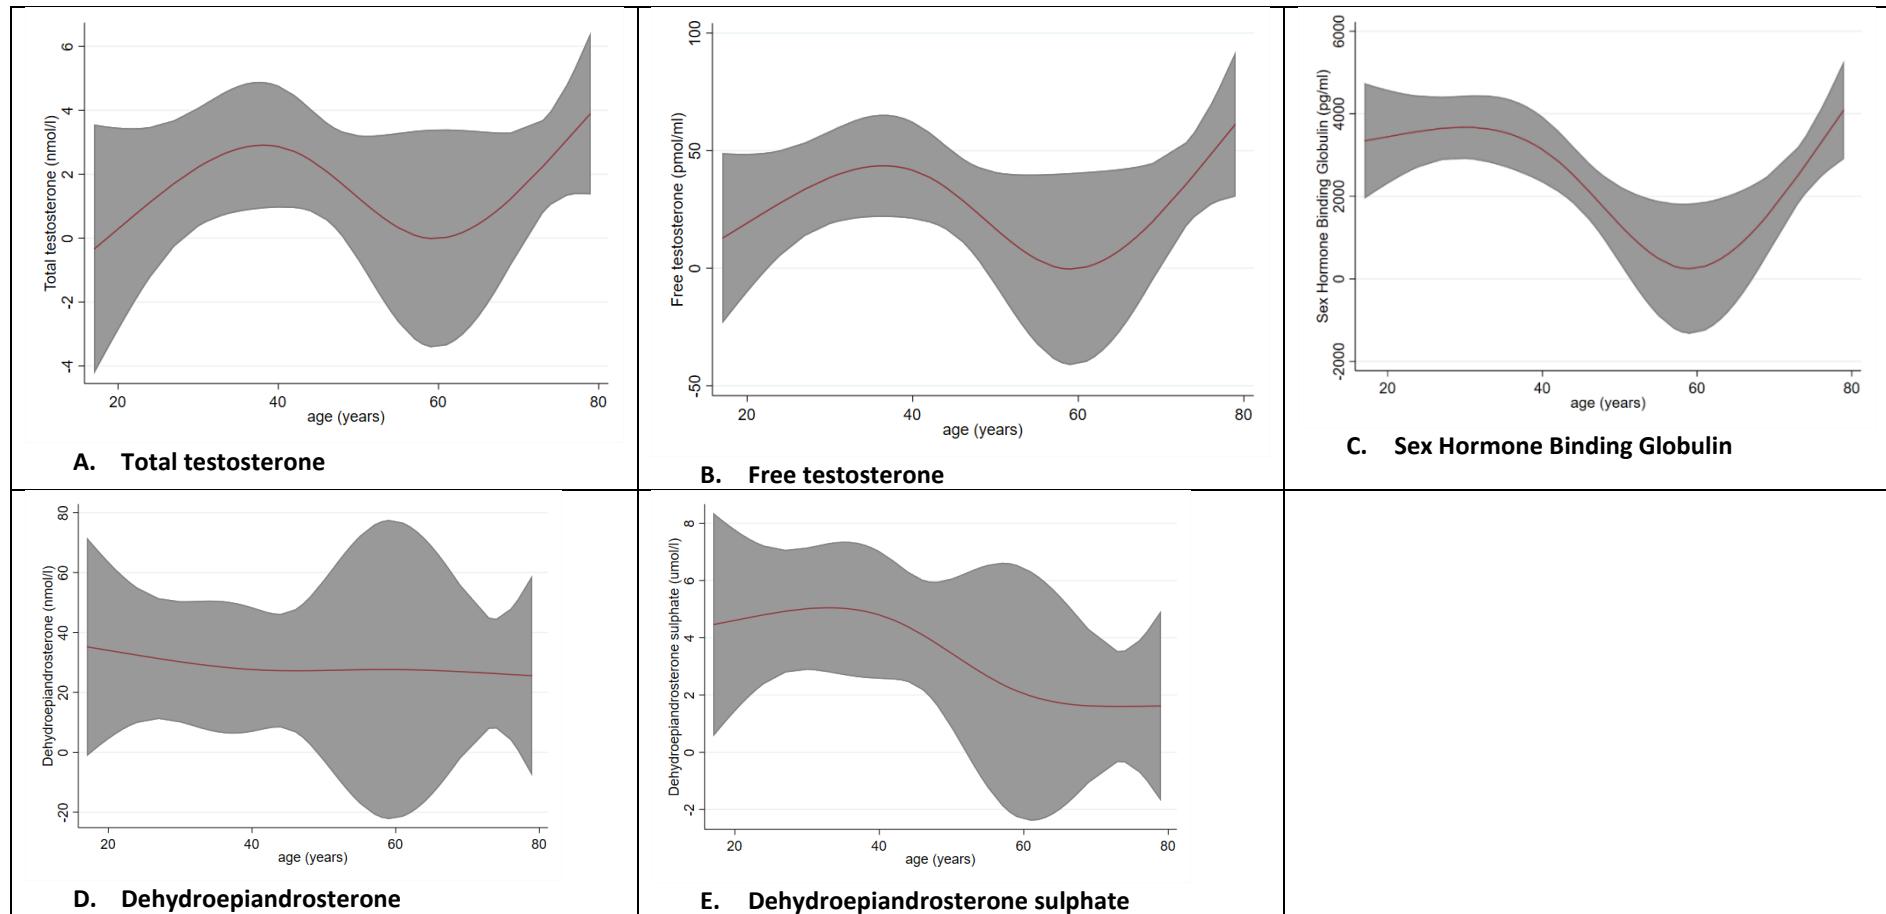 6
4
2
0
-2
-4
Total testosterone (nmol/l)
20 40 60 80
age (years)
A. Total testosterone
100
50
0
-50
Free testosterone (pmol/ml)
20 40 60 80
age (years)
B. Free testosterone
6000
4000
2000
0
-2000
Sex Hormone Binding Globulin (pg/ml)
20 40 60 80
age (years)
C. Sex Hormone Binding Globulin
80
60
40
20
0
-20
Dehydroepiandrosterone (nmol/l)
20 40 60 80
age (years)
D. Dehydroepiandrosterone
8
6
4
2
0
-2
Dehydroepiandrosterone sulphate (umol/l)
20 40 60 80
age (years)
E. Dehydroepiandrosterone sulphate